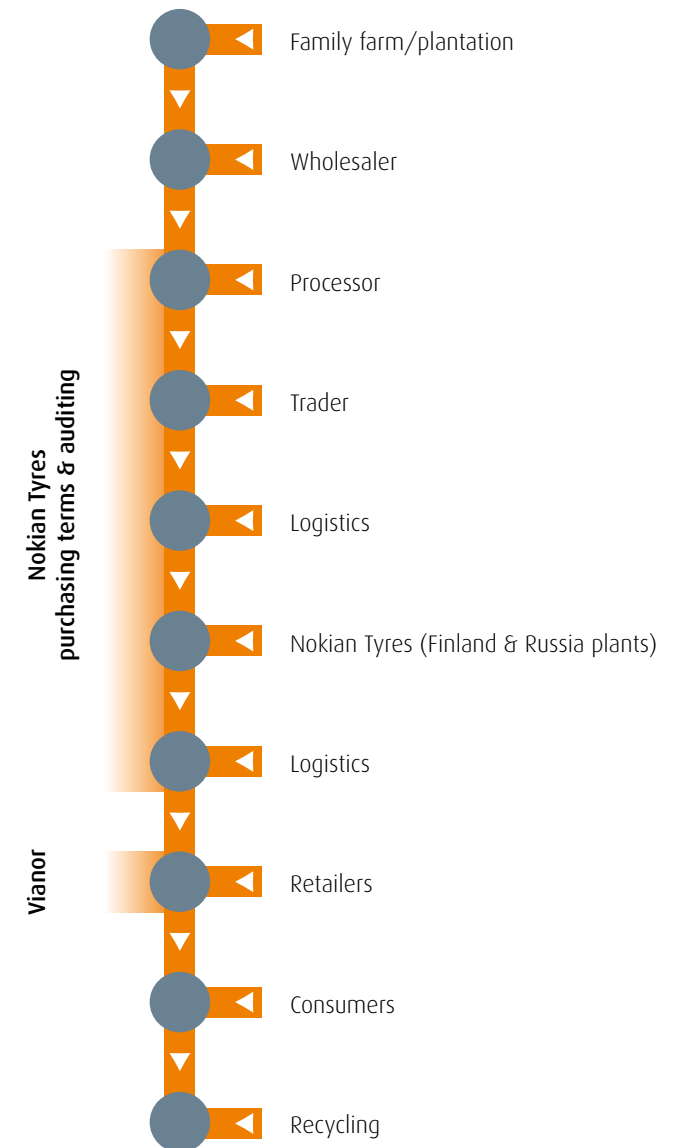 Family farm/plantation
Wholesaler
Processor
Trader
Logistics
Nokian Tyres (Finland & Russia plants)
Logistics
Retailers
Consumers
Recycling
Nokian Tyres
purchasing terms & auditing
Vianor